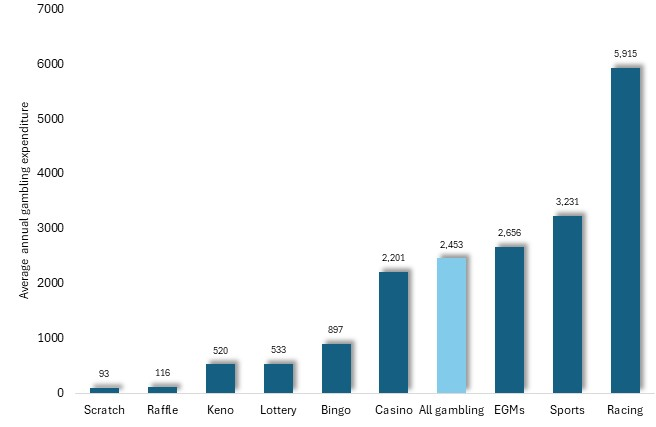 7000
6000
5000
4000
3000
2000
1000
0
Average annual gambling expenditure
93
116
520
533
897
2,201
2,453
2,656
3,231
5,915
Scratch
Raffle
Keno
Lottery
Bingo
Casino
All gambling
EGMs
Sports
Racing